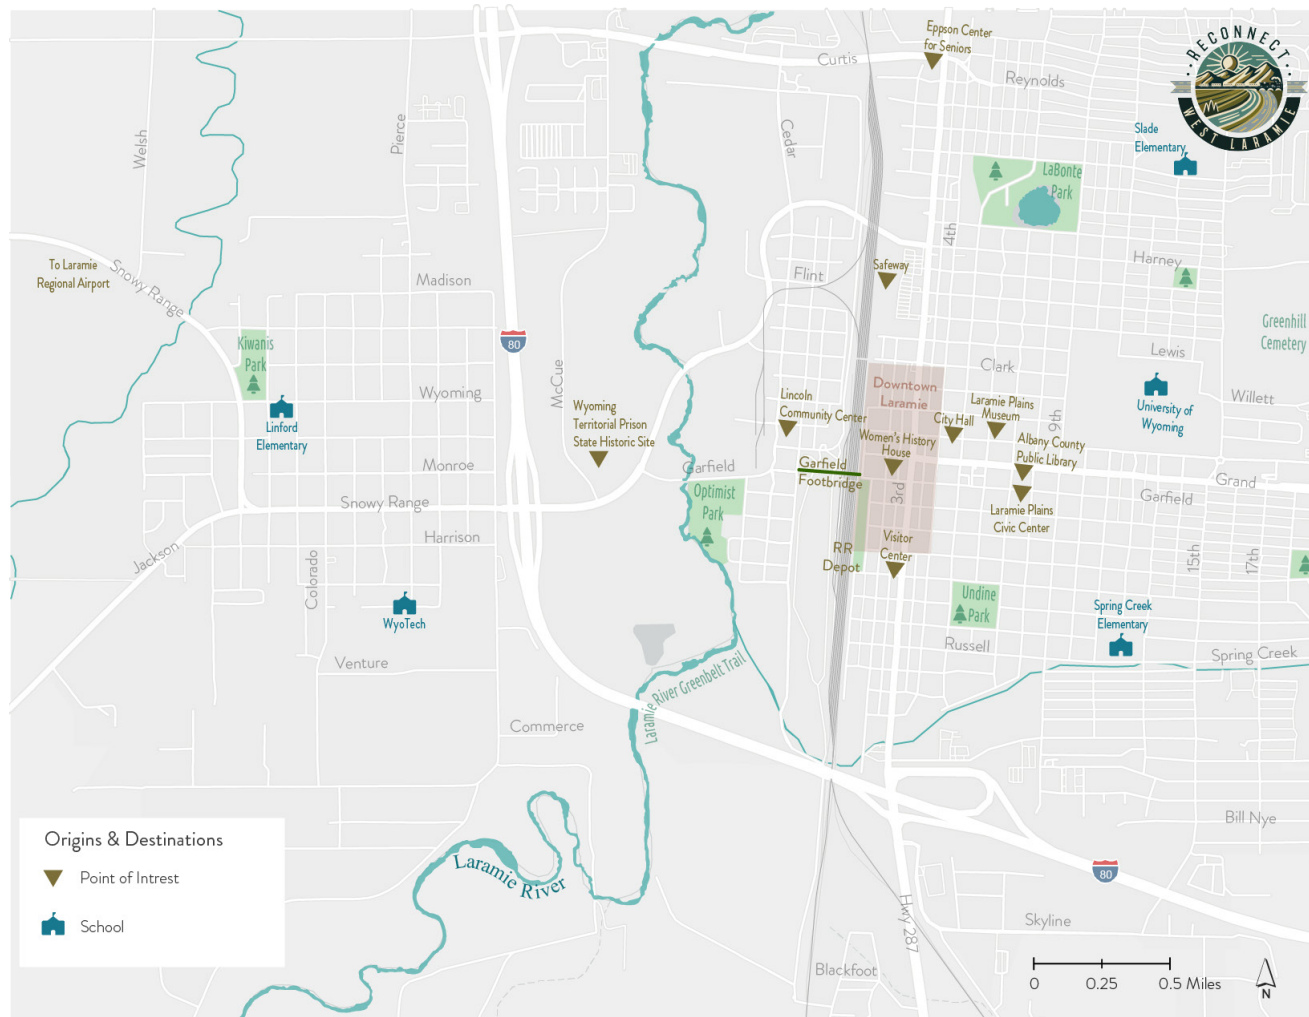 RECONNECT
WEST LARAMIE
Eppson Center
for Seniors
Curtis
Reynolds
Slade
Elementary
Welsh
Pierce
Cedar
LaBonte
Park
4th
Harney
To Laramie
Regional Airport
Snowy Range
Madison
Flint
Safeway
Greenhill
Cemetery
Kiwanis
Park
80
Lewis
Clark
McCue
Wyoming
Willett
Downtown
Laramie
Linford
Elementary
Wyoming
Territorial Prison
State Historic Site
Lincoln
Community Center
City Hall
Laramie Plains
Museum
9th
University of
Wyoming
Women's History
House
Albany County
Public Library
Monroe
Garfield
Garfield
Footbridge
Grand
Garfield
Snowy Range
Optimist
Park
3rd
Laramie Plains
Civic Center
Harrison
Jackson
Visitor
Center
RR
Depot
15th
17th
Colorado
WyoTech
Undine
Park
Spring Creek
Elementary
Russell
Spring Creek
Venture
Laramie River Greenbelt Trail
Commerce
Bill Nye
Origins & Destinations
Point of Intrest
School
Laramie River
80
Hwy 287
Skyline
Blackfoot
0 0.25 0.5 Miles
N